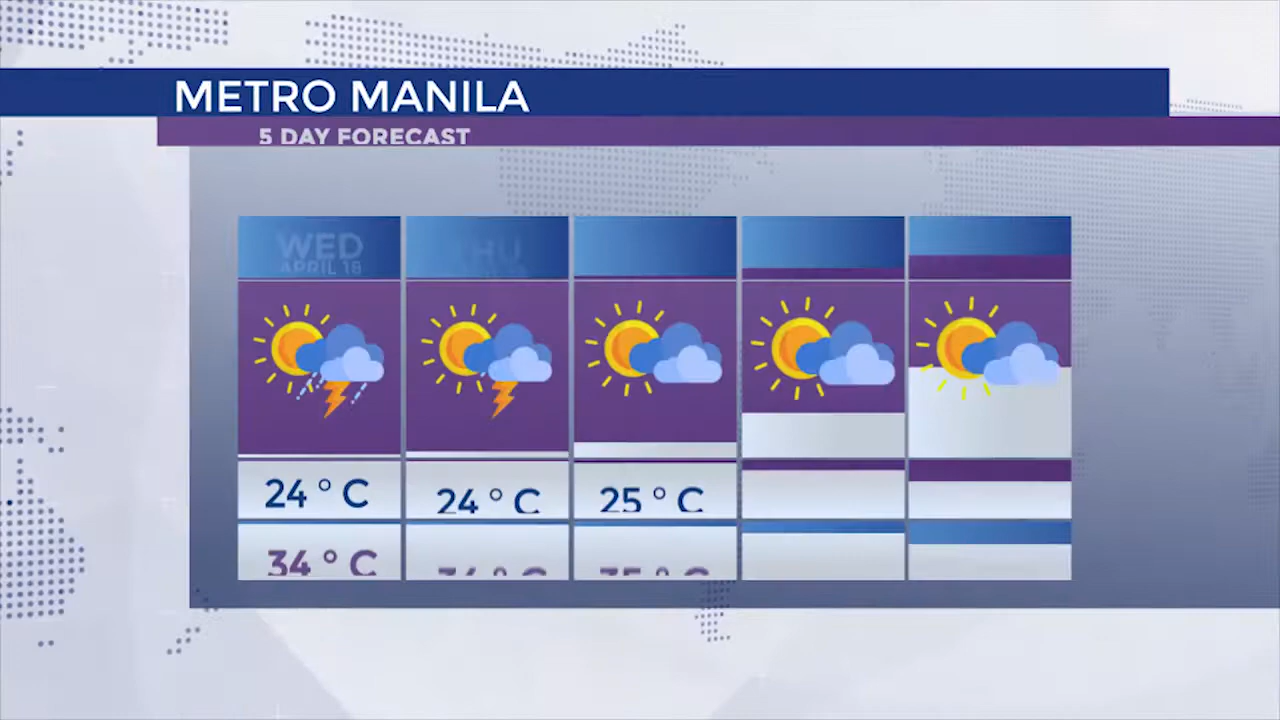 METRO MANILA
5 DAY FORECAST
WED
APRIL 18
24 ° C
24 ° C
25 ° C
34 ° C